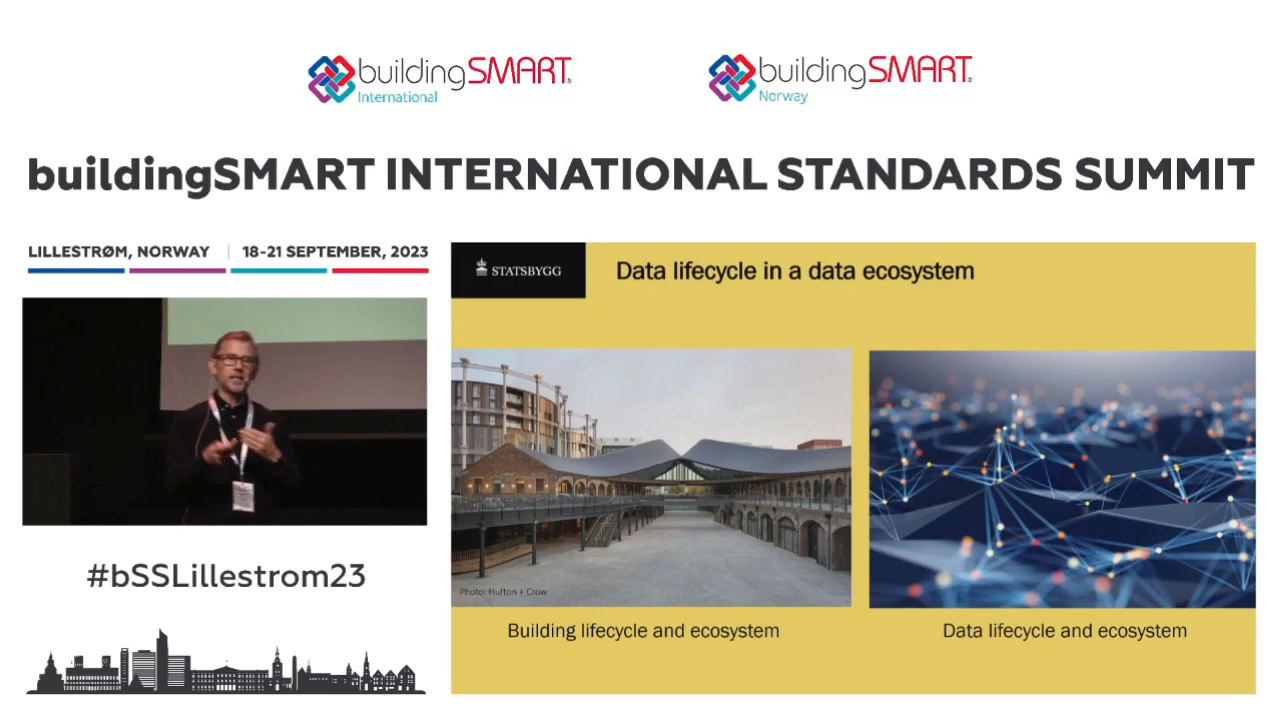 buildingSMART®
International
buildingSMART®
Norway
buildingSMART INTERNATIONAL STANDARDS SUMMIT
LILLESTRØM, NORWAY | 18-21 SEPTEMBER, 2023
STATSBYGG
Data lifecycle in a data ecosystem
Photo: Hufton + Crow
Building lifecycle and ecosystem
Data lifecycle and ecosystem
#bSSLillestrom23